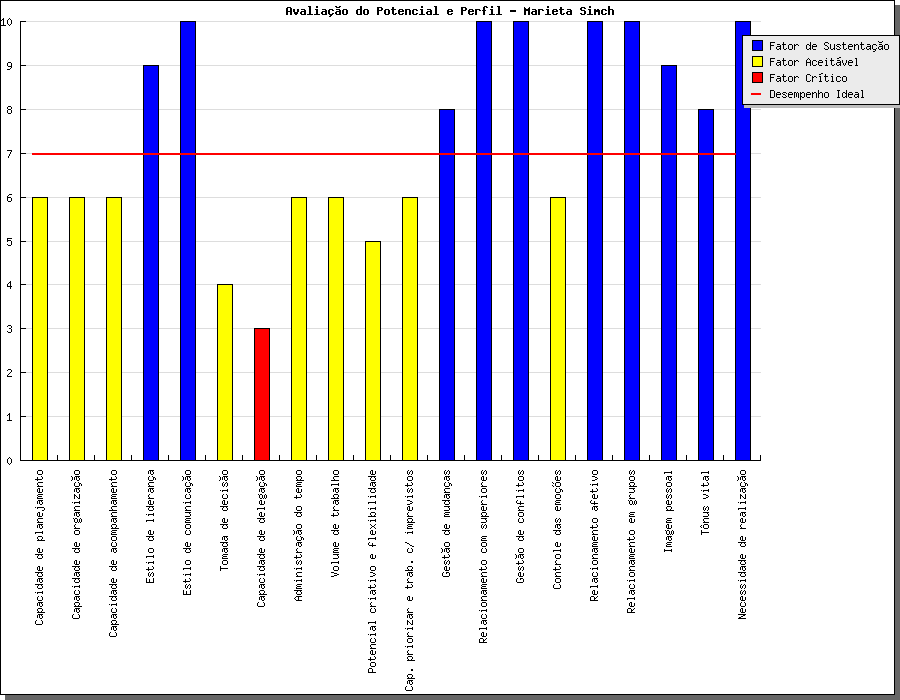 Avaliação do Potencial e Perfil - Marieta Simch
Fator de Sustentação
Fator Aceitável
Fator Crítico
Desempenho Ideal
10
9
8
7
6
5
4
3
2
1
0
Capacidade de planejamento
Capacidade de organização
Capacidade de acompanhamento
Estilo de liderança
Estilo de comunicação
Tomada de decisão
Capacidade de delegação
Administração do tempo
Volume de trabalho
Potencial criativo e flexibilidade
Cap. priorizar e trab. c/ imprevistos
Gestão de mudanças
Relacionamento com superiores
Gestão de conflitos
Controle das emoções
Relacionamento afetivo
Relacionamento em grupos
Imagem pessoal
Tônus vital
Necessidade de realização